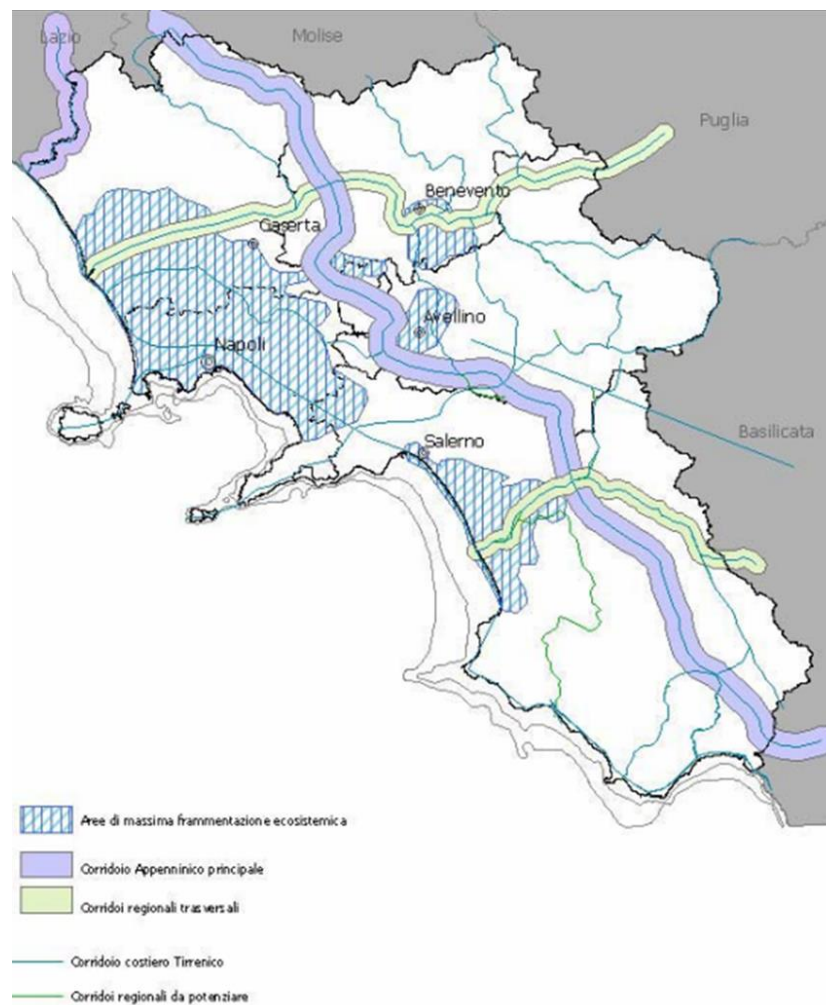 Lazio
Molise
Puglia
Benevento
Gaserta
Avellino
Napoli
Salerno
Basilicata
Aree di massima frammentazione ecosistemica
Corridoio Appenninico principale
Corridoi regionali trasversali
Corridoio costiero Tirrenico
Corridoi regionali da potenziare